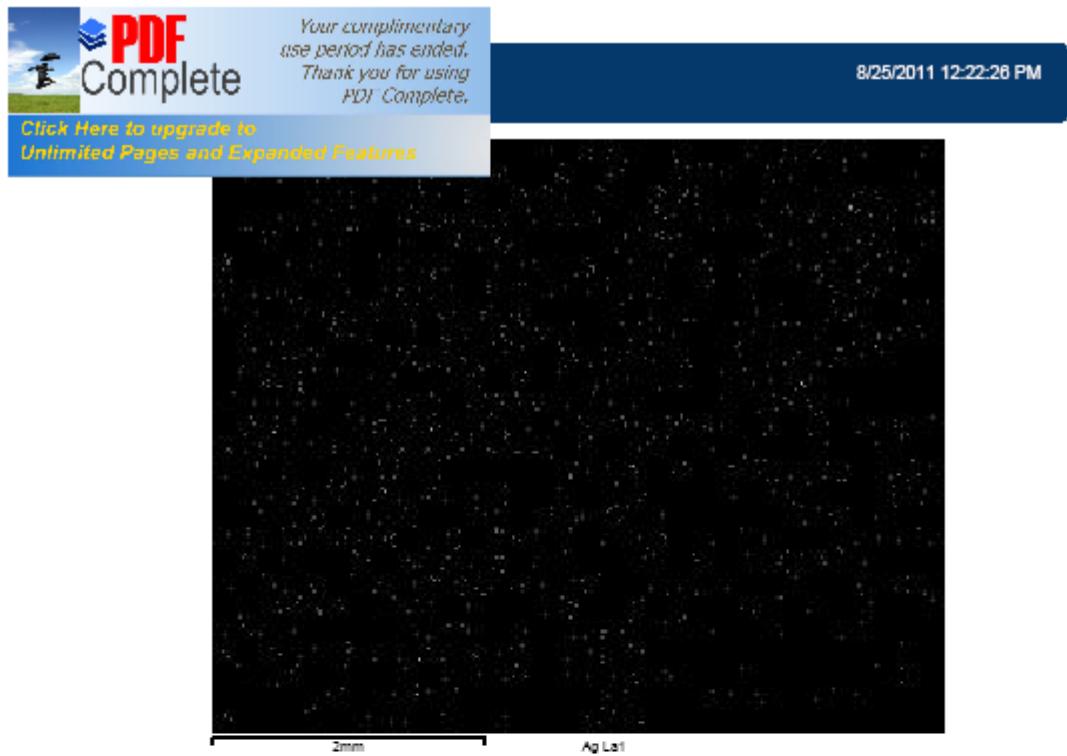 PDF
Complete
Your complimentary
use period has ended.
Thank you for using
PDF Complete.
Click Here to upgrade to
Unlimited Pages and Expanded Features
8/25/2011 12:22:26 PM
2mm
Ag La1